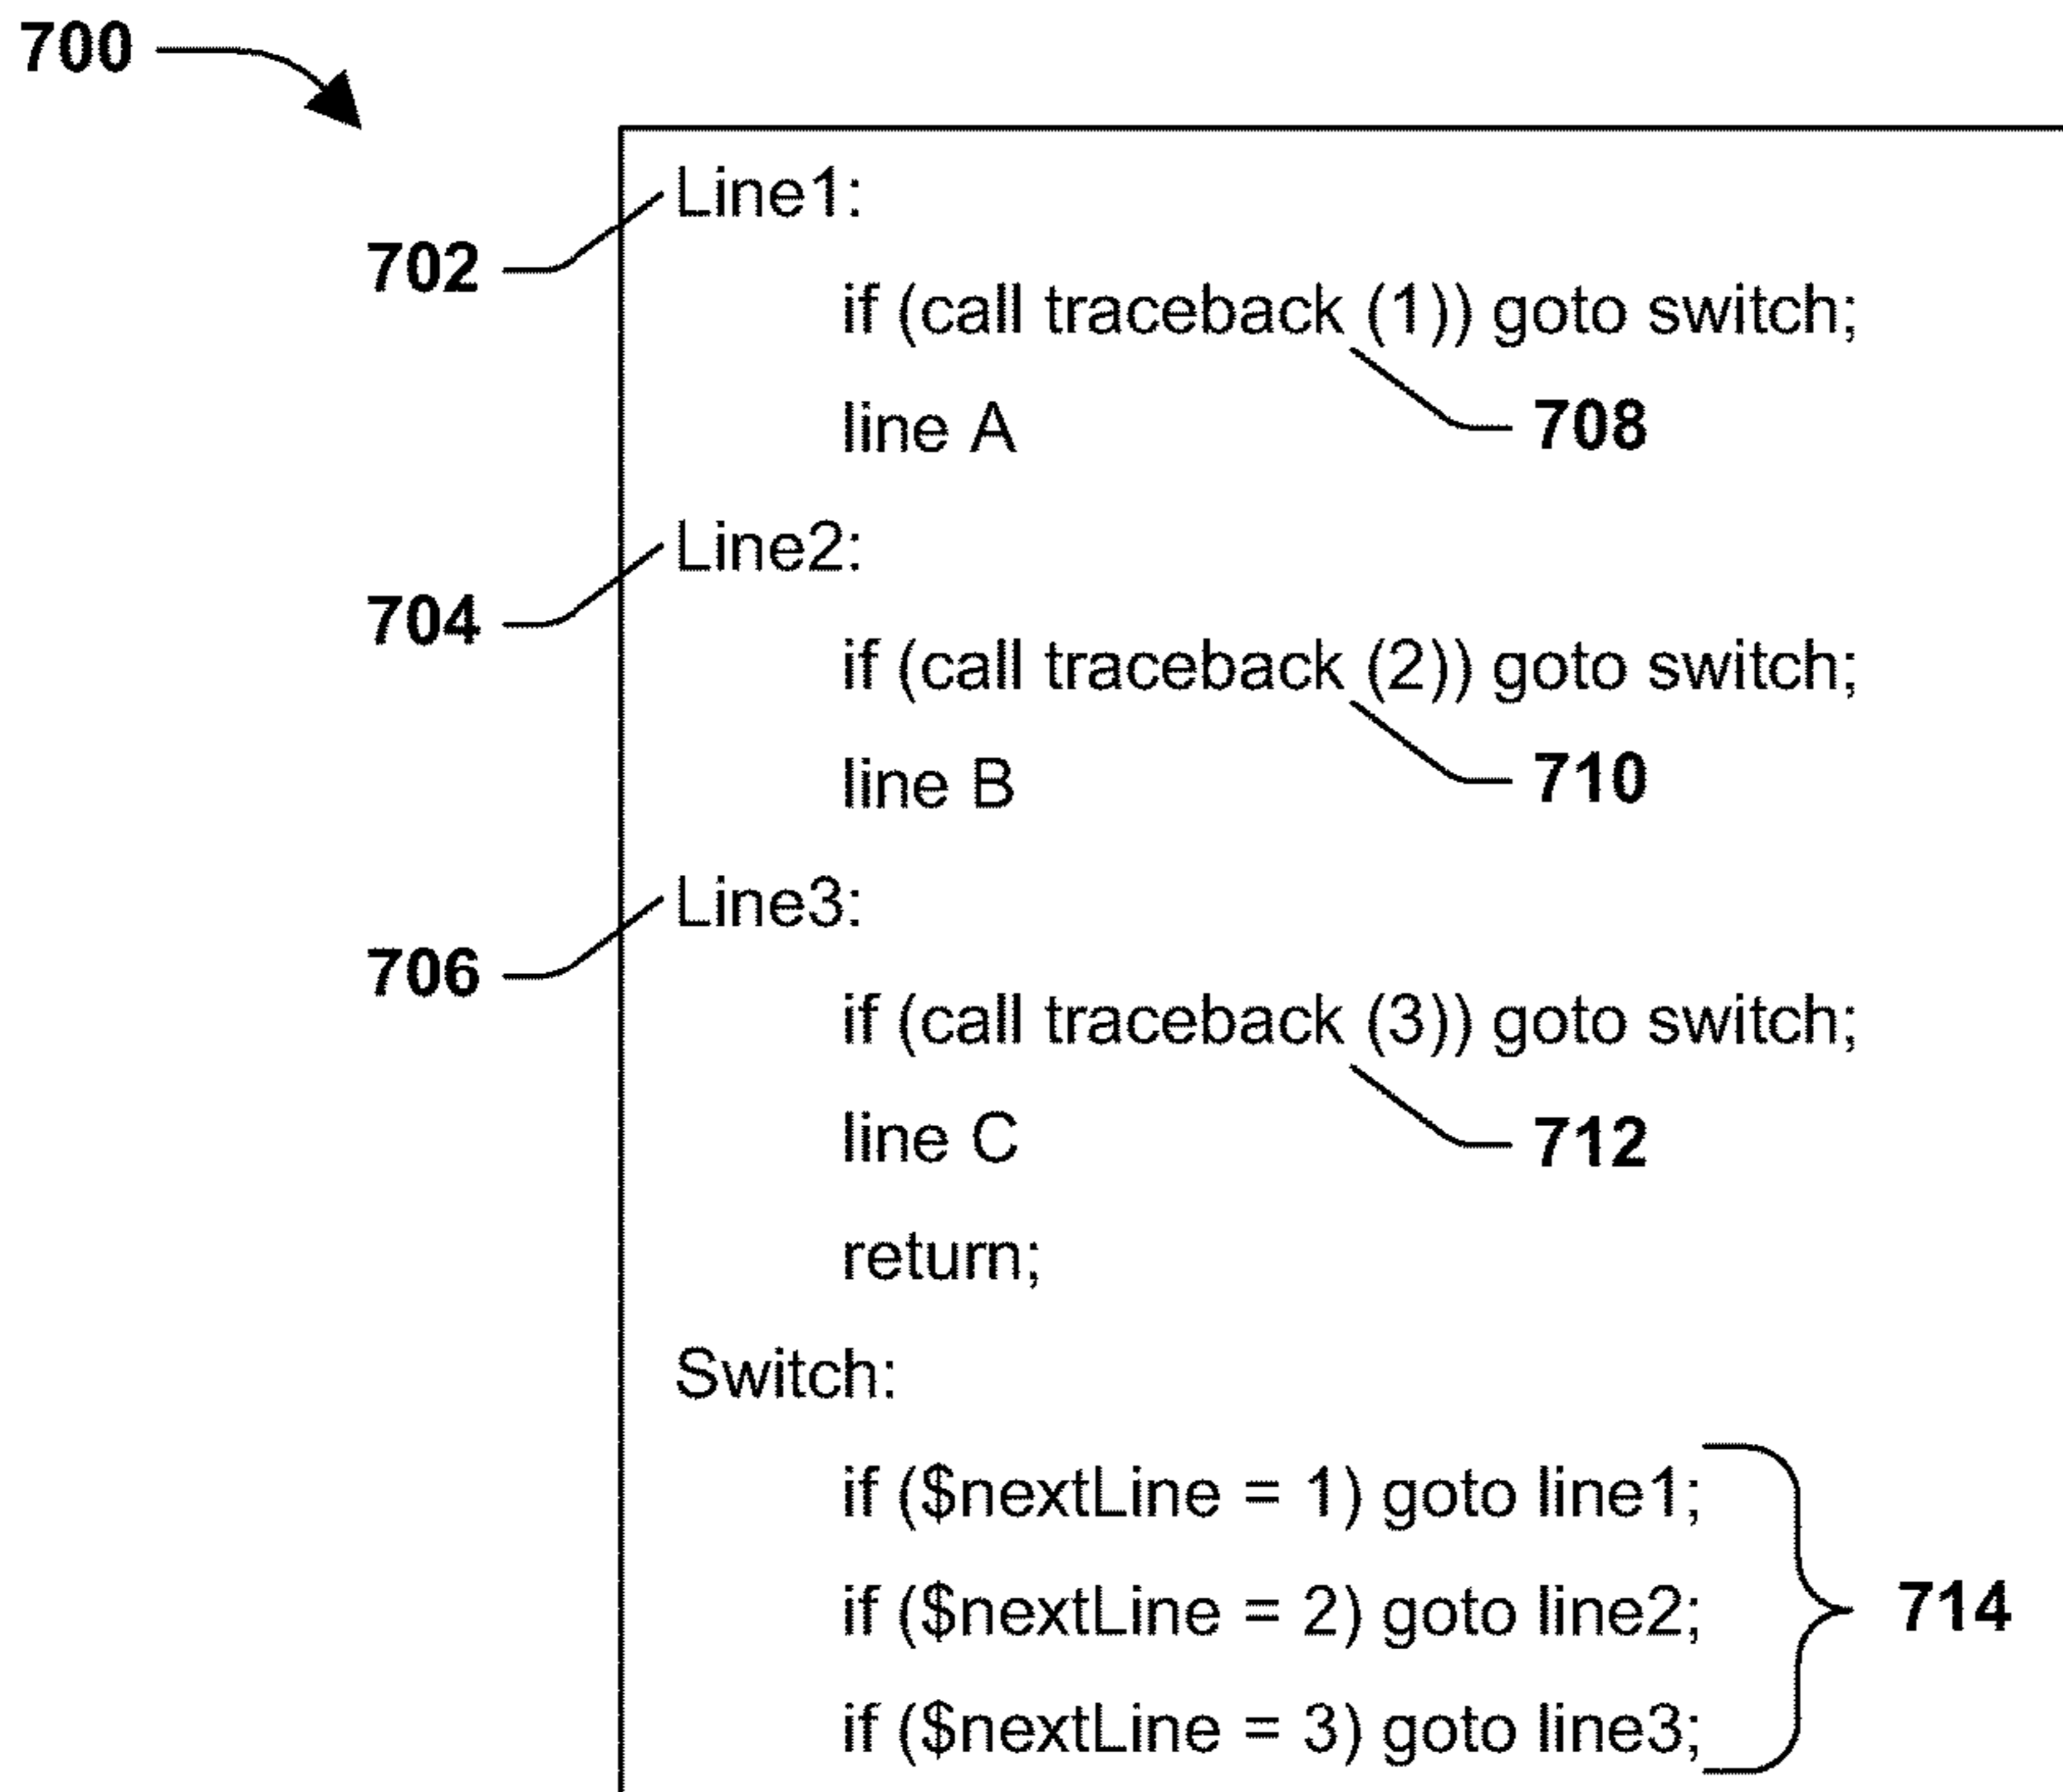 700
Line1:
702
if (call traceback (1)) goto switch;
line A
708
Line2:
704
if (call traceback (2)) goto switch;
line B
710
Line3:
706
if (call traceback (3)) goto switch;
line C
712
return;
Switch:
if ($nextLine = 1) goto line1;
if ($nextLine = 2) goto line2;
714
if ($nextLine = 3) goto line3;